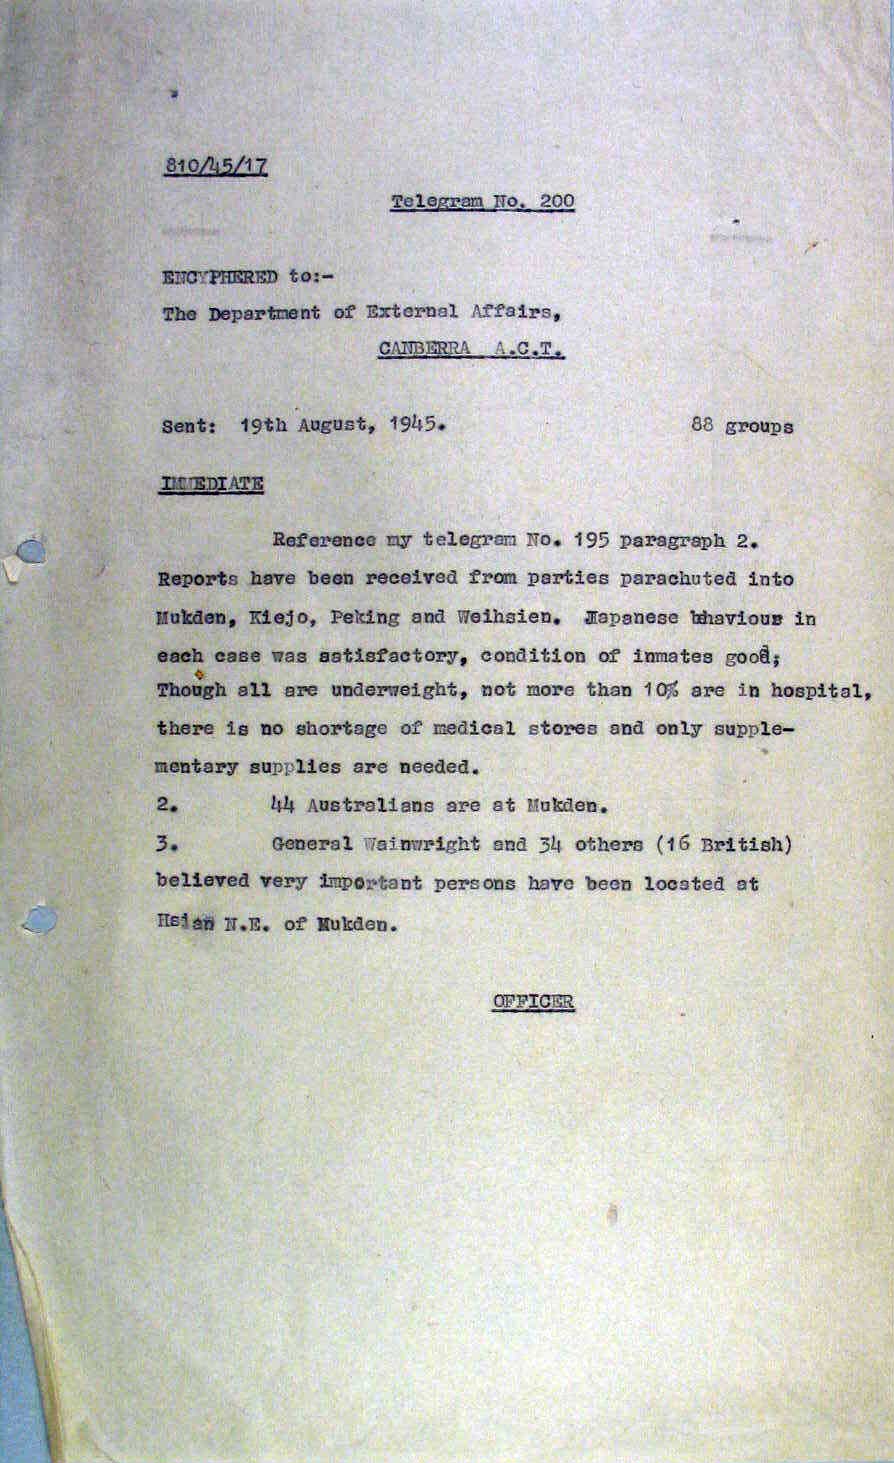 810/45/17
Telegram No. 200
ENCYPHERED to:-
The Department of External Affairs,
CANBERRA A.C.T.
Sent: 19th August, 1945. 88 groups
IMMEDIATE
Reference my telegram No. 195 paragraph 2.
Reports have been received from parties parachuted into
Mukden, Kiejo, Peking and Weihsien. Japanese bhaviour in
each case was satisfactory, condition of inmates good;
Though all are underweight, not more than 10% are in hospital,
there is no shortage of medical stores and only supple-
mentary supplies are needed.
2. 44 Australians are at Mukden.
3. General Wainwright and 34 others (16 British)
believed very important persons have been located at
Hsian N.E. of Mukden.
OFFICER